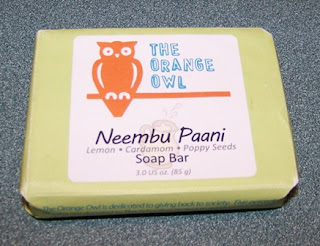 THE
ORANGE
OWL
Neembu Paani
Lemon • Cardamom • Poppy Seeds
Soap Bar
3.0 US oz. (85 g)
The Orange Owl is dedicated to giving back to society. This